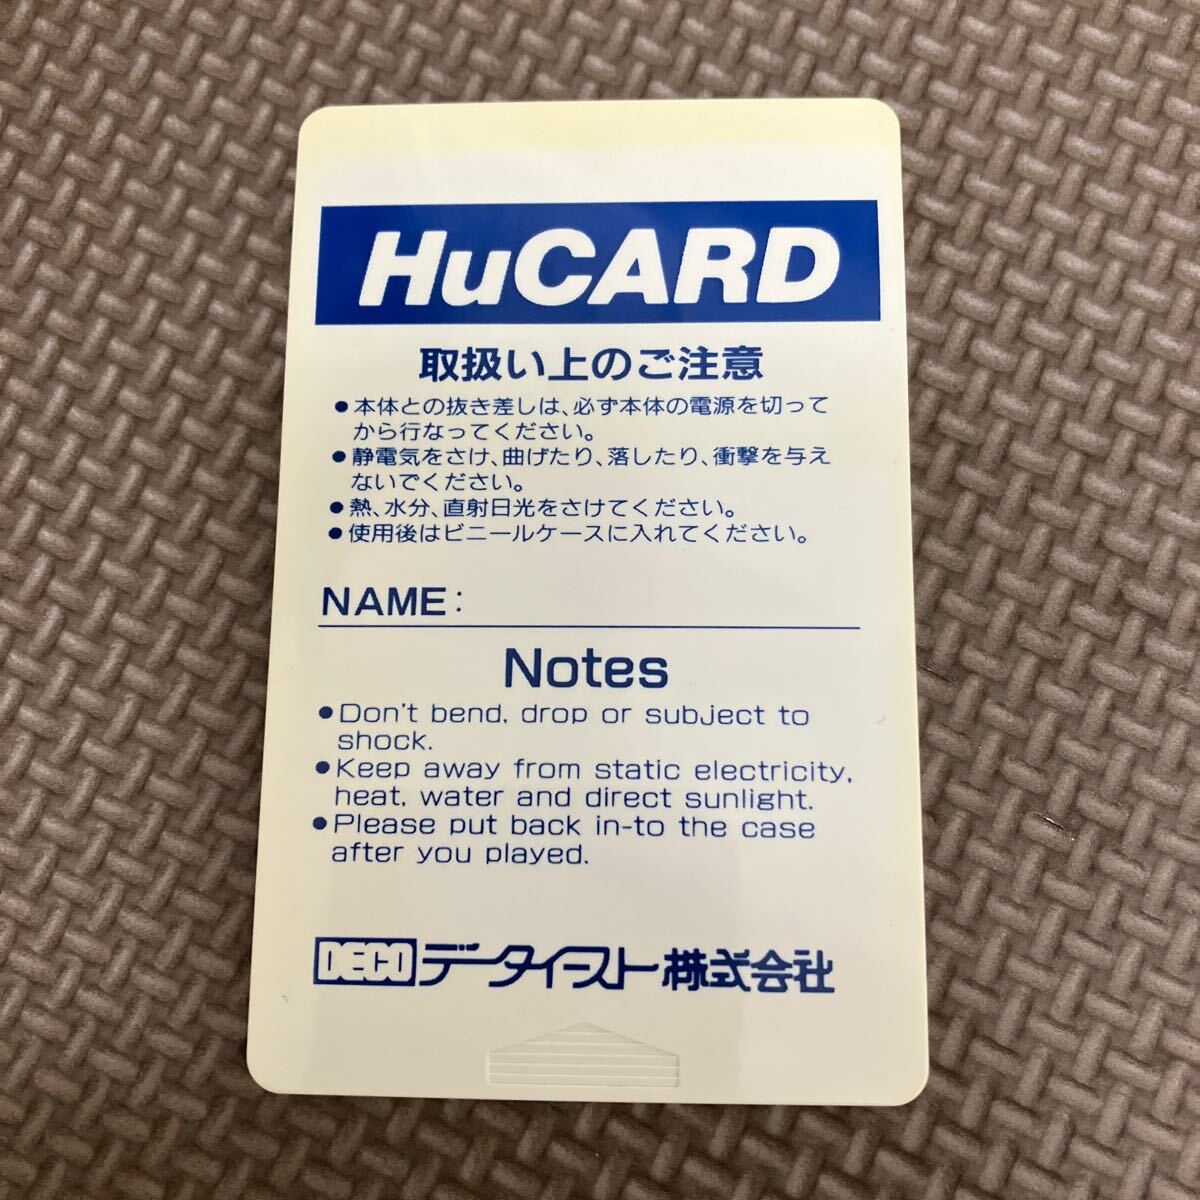 HuCARD
取扱い上のご注意
●本体との抜き差しは、必ず本体の電源を切って
から行なってください。
●静電気をさけ、曲げたり、落したり、衝撃を与え
ないでください。
●熱、水分、直射日光をさけてください。
●使用後はビニールケースに入れてください。
NAME:
Notes
●Don't bend, drop or subject to
shock.
●Keep away from static electricity,
heat, water and direct sunlight.
●Please put back in-to the case
after you played.
DECO データイースト株式会社